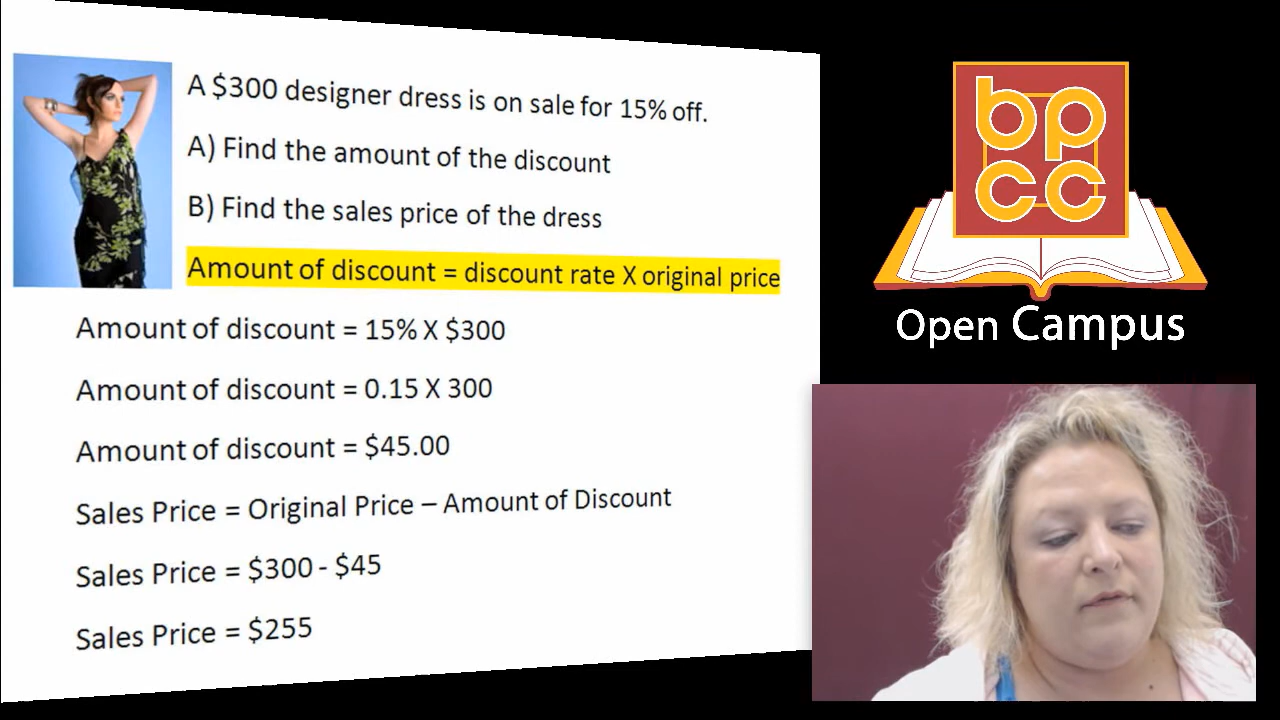 A $300 designer dress is on sale for 15% off.
A) Find the amount of the discount
B) Find the sales price of the dress
Amount of discount = discount rate X original price
Amount of discount = 15% X $300
Amount of discount = 0.15 X 300
Amount of discount = $45.00
Sales Price = Original Price – Amount of Discount
Sales Price = $300 - $45
Sales Price = $255
bp
cc
Open Campus